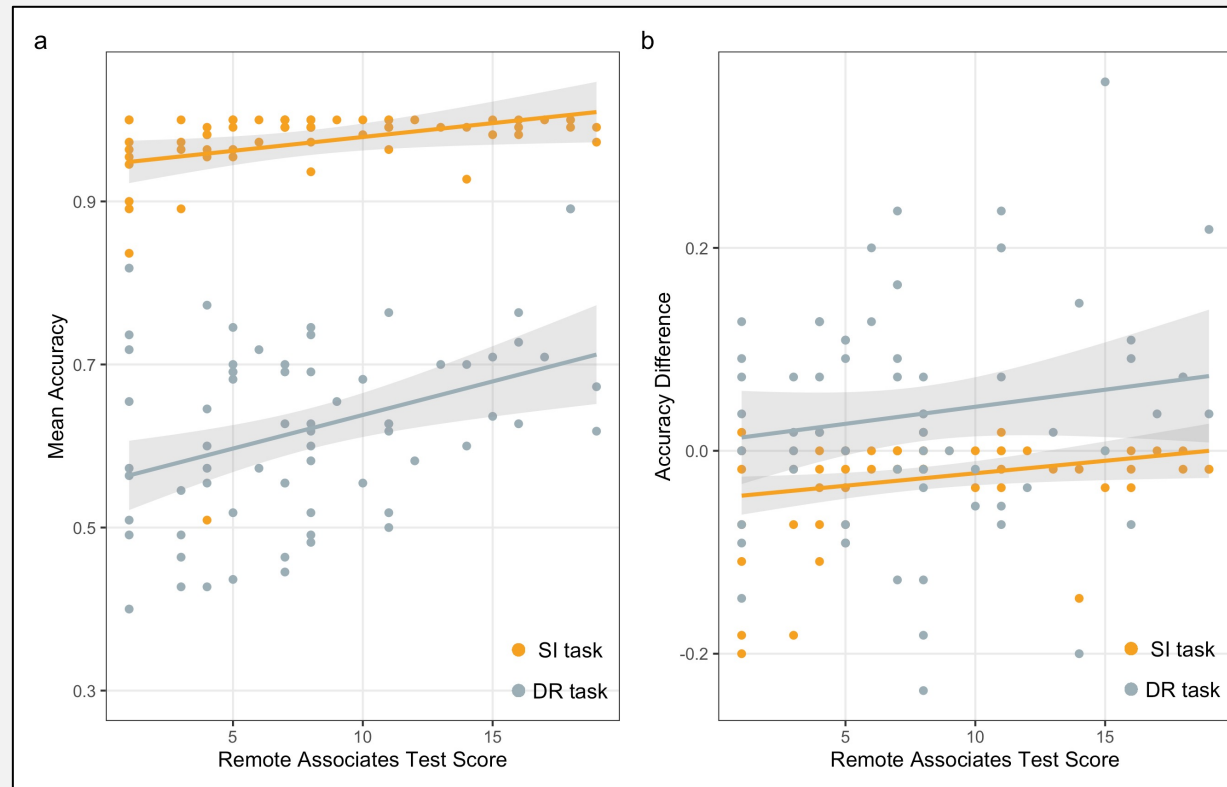 a
Mean Accuracy
0.9
0.7
0.5
0.3
5
10
15
Remote Associates Test Score
SI task
DR task
b
Accuracy Difference
0.2
0.0
-0.2
5
10
15
Remote Associates Test Score
SI task
DR task